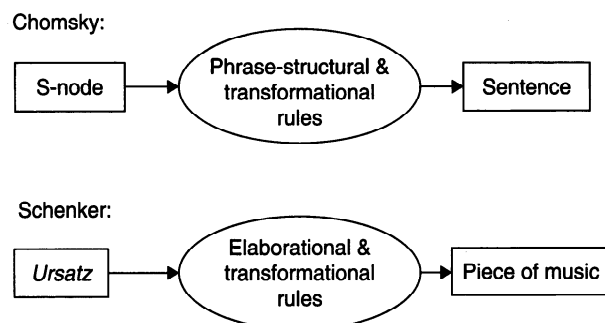 Chomsky:
S-node
Phrase-structural &
transformational
rules
Sentence
Schenker:
Ursatz
Elaborational &
transformational
rules
Piece of music